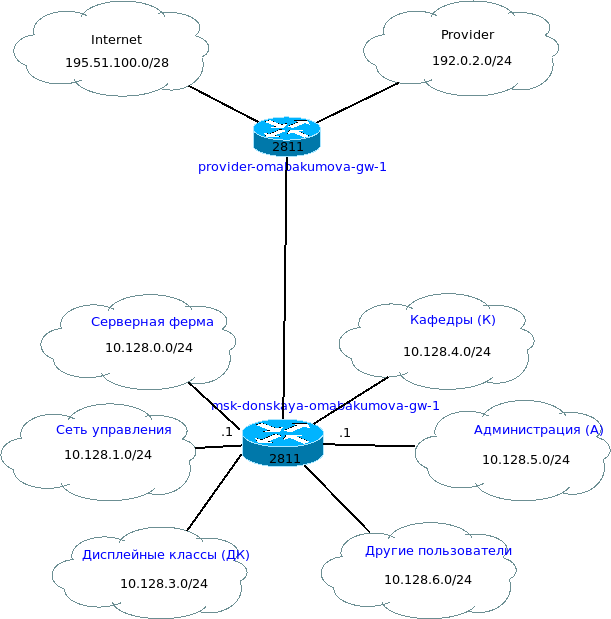 Internet
195.51.100.0/28
Provider
192.0.2.0/24
2811
provider-omabakumova-gw-1
Серверная ферма
10.128.0.0/24
Кафедры (К)
10.128.4.0/24
msk-donskaya-omabakumova-gw-1
Сеть управления
10.128.1.0/24
.1
.1
2811
Администрация (А)
10.128.5.0/24
Дисплейные классы (ДК)
10.128.3.0/24
Другие пользователи
10.128.6.0/24